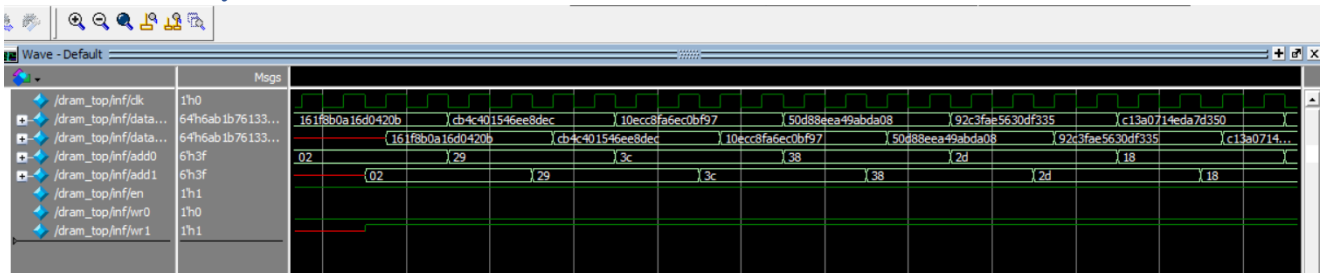 Wave - Default
Msgs
/dram_top/inf/clk 1'h0
/dram_top/inf/data... 64'h6ab1b76133... 161f8b0a16d0420b cb4c401546ee8dec 10ecc8fa6ec0bf97 50d88eea49abda08 92c3fae5630df335 c13a0714eda7d350
/dram_top/inf/data... 64'h6ab1b76133... 161f8b0a16d0420b cb4c401546ee8dec 10ecc8fa6ec0bf97 50d88eea49abda08 92c3fae5630df335 c13a0714...
/dram_top/inf/add0 6'h3f 02 29 3c 38 2d 18
/dram_top/inf/add1 6'h3f 02 29 3c 38 2d 18
/dram_top/inf/en 1'h1
/dram_top/inf/wr0 1'h0
/dram_top/inf/wr1 1'h1